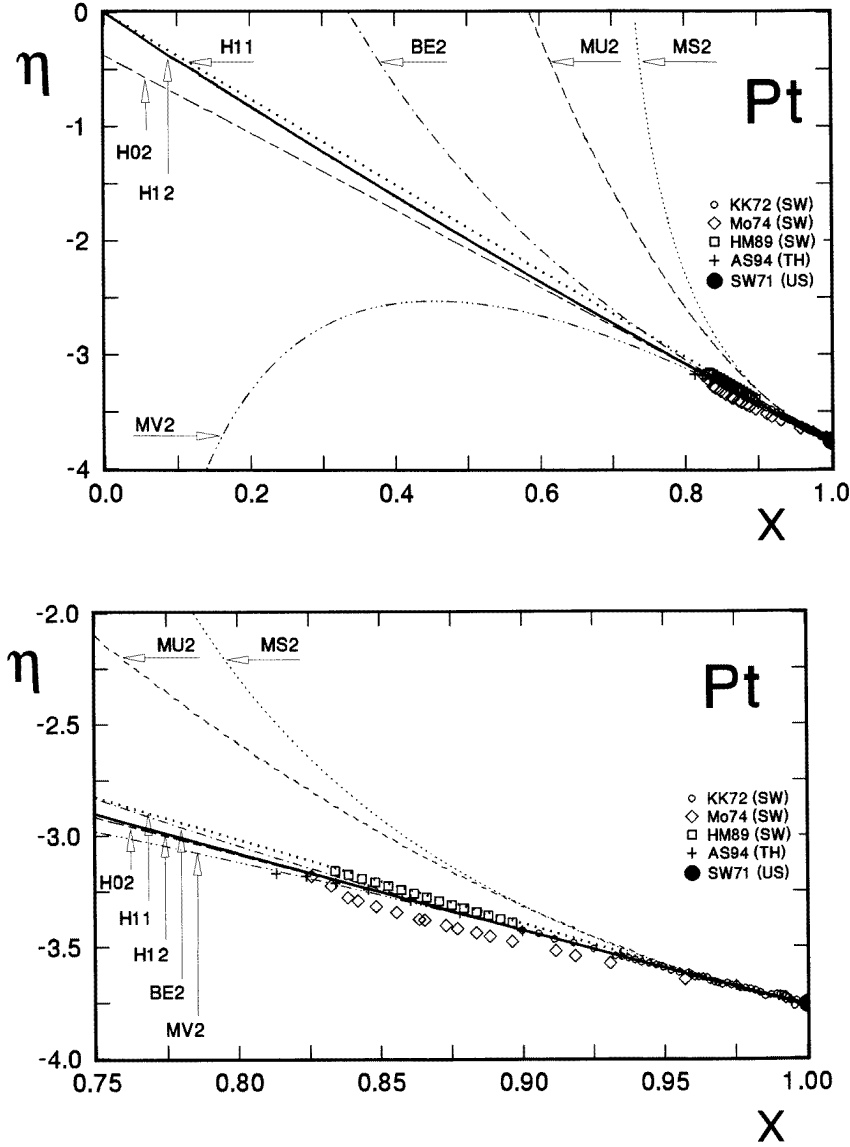 0
-1
-2
-3
-4
η
H11
BE2
MU2
MS2
Pt
H02
H12
MV2
KK72 (SW)
Mo74 (SW)
HM89 (SW)
AS94 (TH)
SW71 (US)
0.0
0.2
0.4
0.6
0.8
1.0
X
-2.0
-2.5
-3.0
-3.5
-4.0
η
MU2
MS2
Pt
KK72 (SW)
Mo74 (SW)
HM89 (SW)
AS94 (TH)
SW71 (US)
H02
H11
H12
BE2
MV2
0.75
0.80
0.85
0.90
0.95
1.00
X